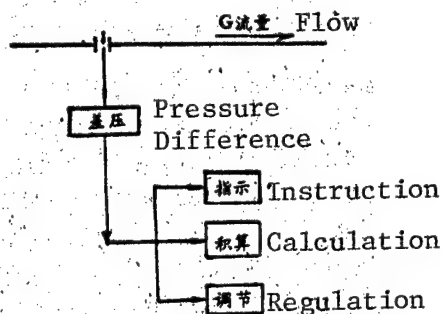 G流量 Flow
差压 Pressure
Difference
指示 Instruction
积算 Calculation
调节 Regulation